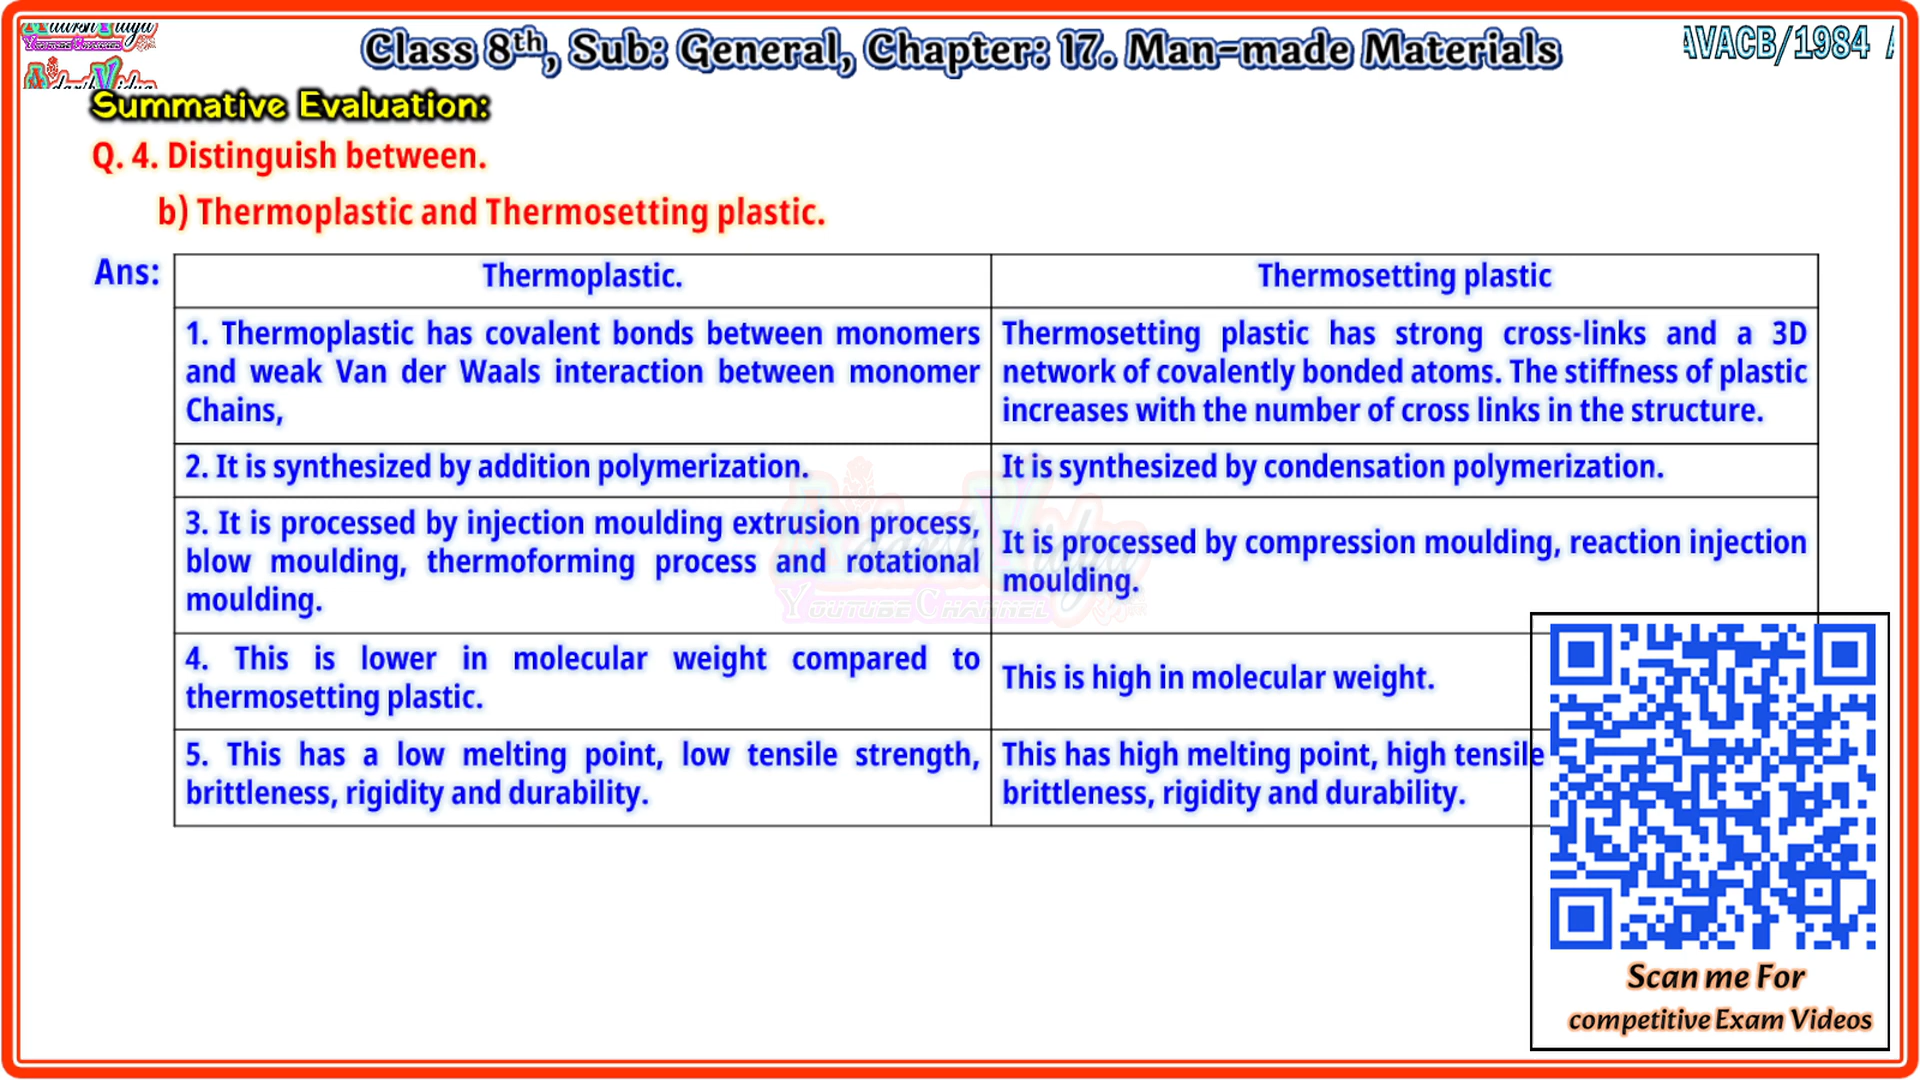 Class 8th, Sub: General, Chapter: 17. Man-made Materials
AVACB/1984
Summative Evaluation:
Q. 4. Distinguish between.
b) Thermoplastic and Thermosetting plastic.
Ans:
Thermoplastic.
Thermosetting plastic
1. Thermoplastic has covalent bonds between monomers
and weak Van der Waals interaction between monomer
Chains,
Thermosetting plastic has strong cross-links and a 3D
network of covalently bonded atoms. The stiffness of plastic
increases with the number of cross links in the structure.
2. It is synthesized by addition polymerization.
It is synthesized by condensation polymerization.
3. It is processed by injection moulding extrusion process,
blow moulding, thermoforming process and rotational
moulding.
It is processed by compression moulding, reaction injection
moulding.
4. This is lower in molecular weight compared to
thermosetting plastic.
This is high in molecular weight.
5. This has a low melting point, low tensile strength,
brittleness, rigidity and durability.
This has high melting point, high tensile
brittleness, rigidity and durability.
Adarsh Vidya
YOUTUBE CHANNEL
Scan me For
competitive Exam Videos